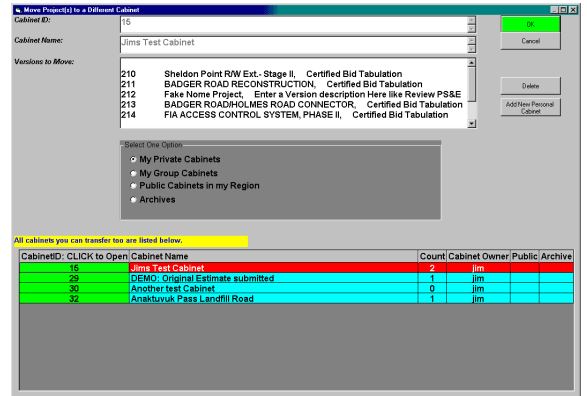 Move Project(s) to a Different Cabinet
Cabinet ID: 15
OK
Cabinet Name: Jims Test Cabinet
Cancel
Versions to Move:
210 Sheldon Point R/W Ext.- Stage II, Certified Bid Tabulation
211 BADGER ROAD RECONSTRUCTION, Certified Bid Tabulation
212 Fake Nome Project, Enter a Version description Here like Review PS&E
213 BADGER ROAD/HOLMES ROAD CONNECTOR, Certified Bid Tabulation
214 FIA ACCESS CONTROL SYSTEM, PHASE II, Certified Bid Tabulation
Delete
Add New Personal
Cabinet
Select One Option
My Private Cabinets
My Group Cabinets
Public Cabinets in my Region
Archives
All cabinets you can transfer too are listed below.
CabinetID: CLICK to Open Cabinet Name Count Cabinet Owner Public Archive
15 Jims Test Cabinet 2 jim
29 DEMO: Original Estimate submitted 1 jim
30 Another test Cabinet 0 jim
32 Anaktuvuk Pass Landfill Road 1 jim